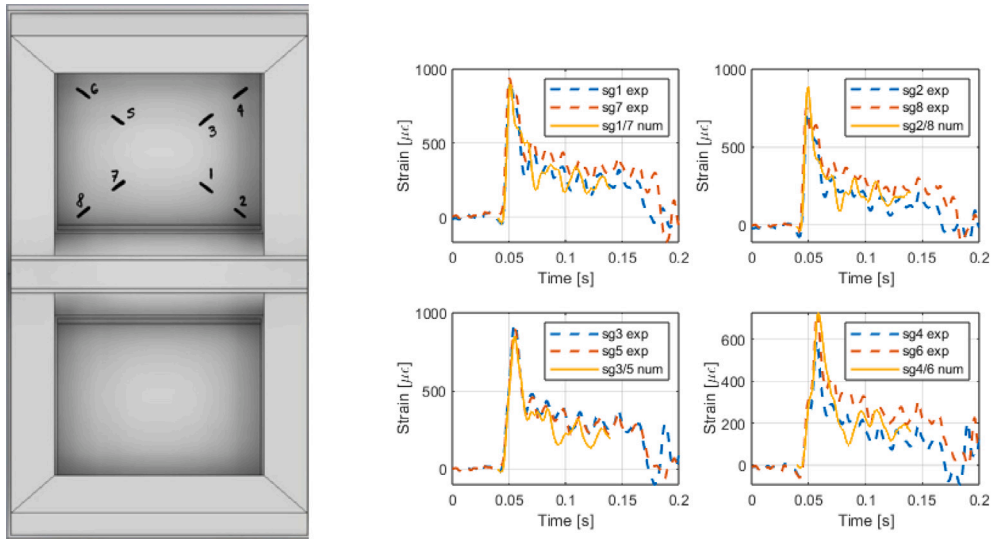 6
5
4
3
7
1
8
2
1000
500
0
Strain [µϵ]
sg1 exp
sg7 exp
sg1/7 num
0 0.05 0.1 0.15 0.2
Time [s]
1000
500
0
Strain [µϵ]
sg2 exp
sg8 exp
sg2/8 num
0 0.05 0.1 0.15 0.2
Time [s]
1000
500
0
Strain [µϵ]
sg3 exp
sg5 exp
sg3/5 num
0 0.05 0.1 0.15 0.2
Time [s]
600
400
200
0
Strain [µϵ]
sg4 exp
sg6 exp
sg4/6 num
0 0.05 0.1 0.15 0.2
Time [s]